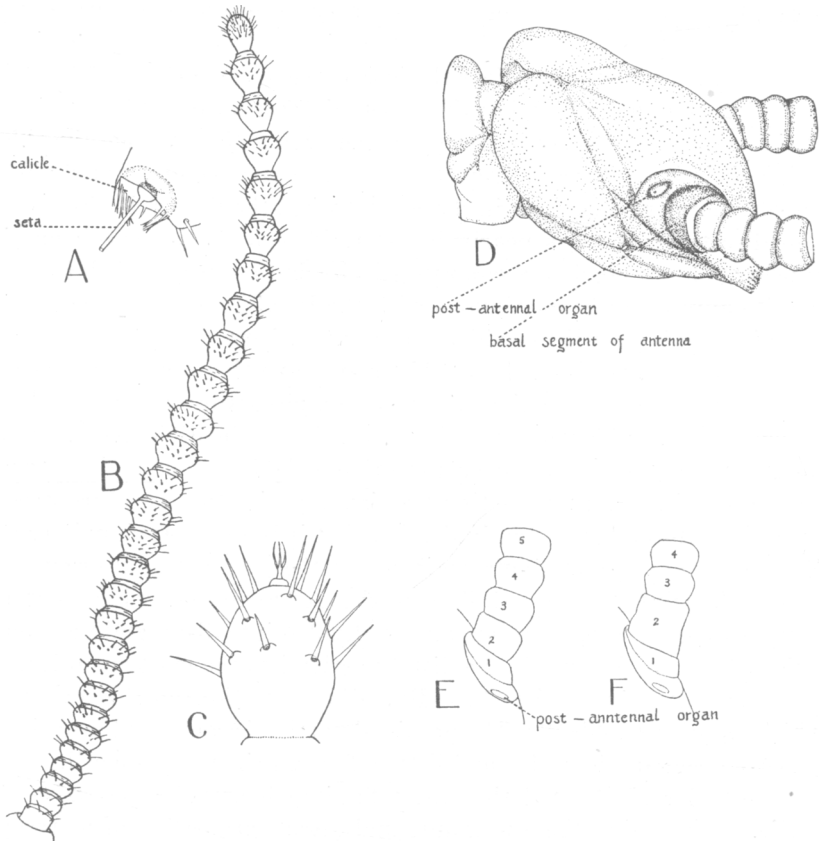 calicle
seta
A
B
C
D
post - antennal organ
basal segment of antenna
5
4
3
2
1
E
4
3
2
1
F
post - anntennal organ